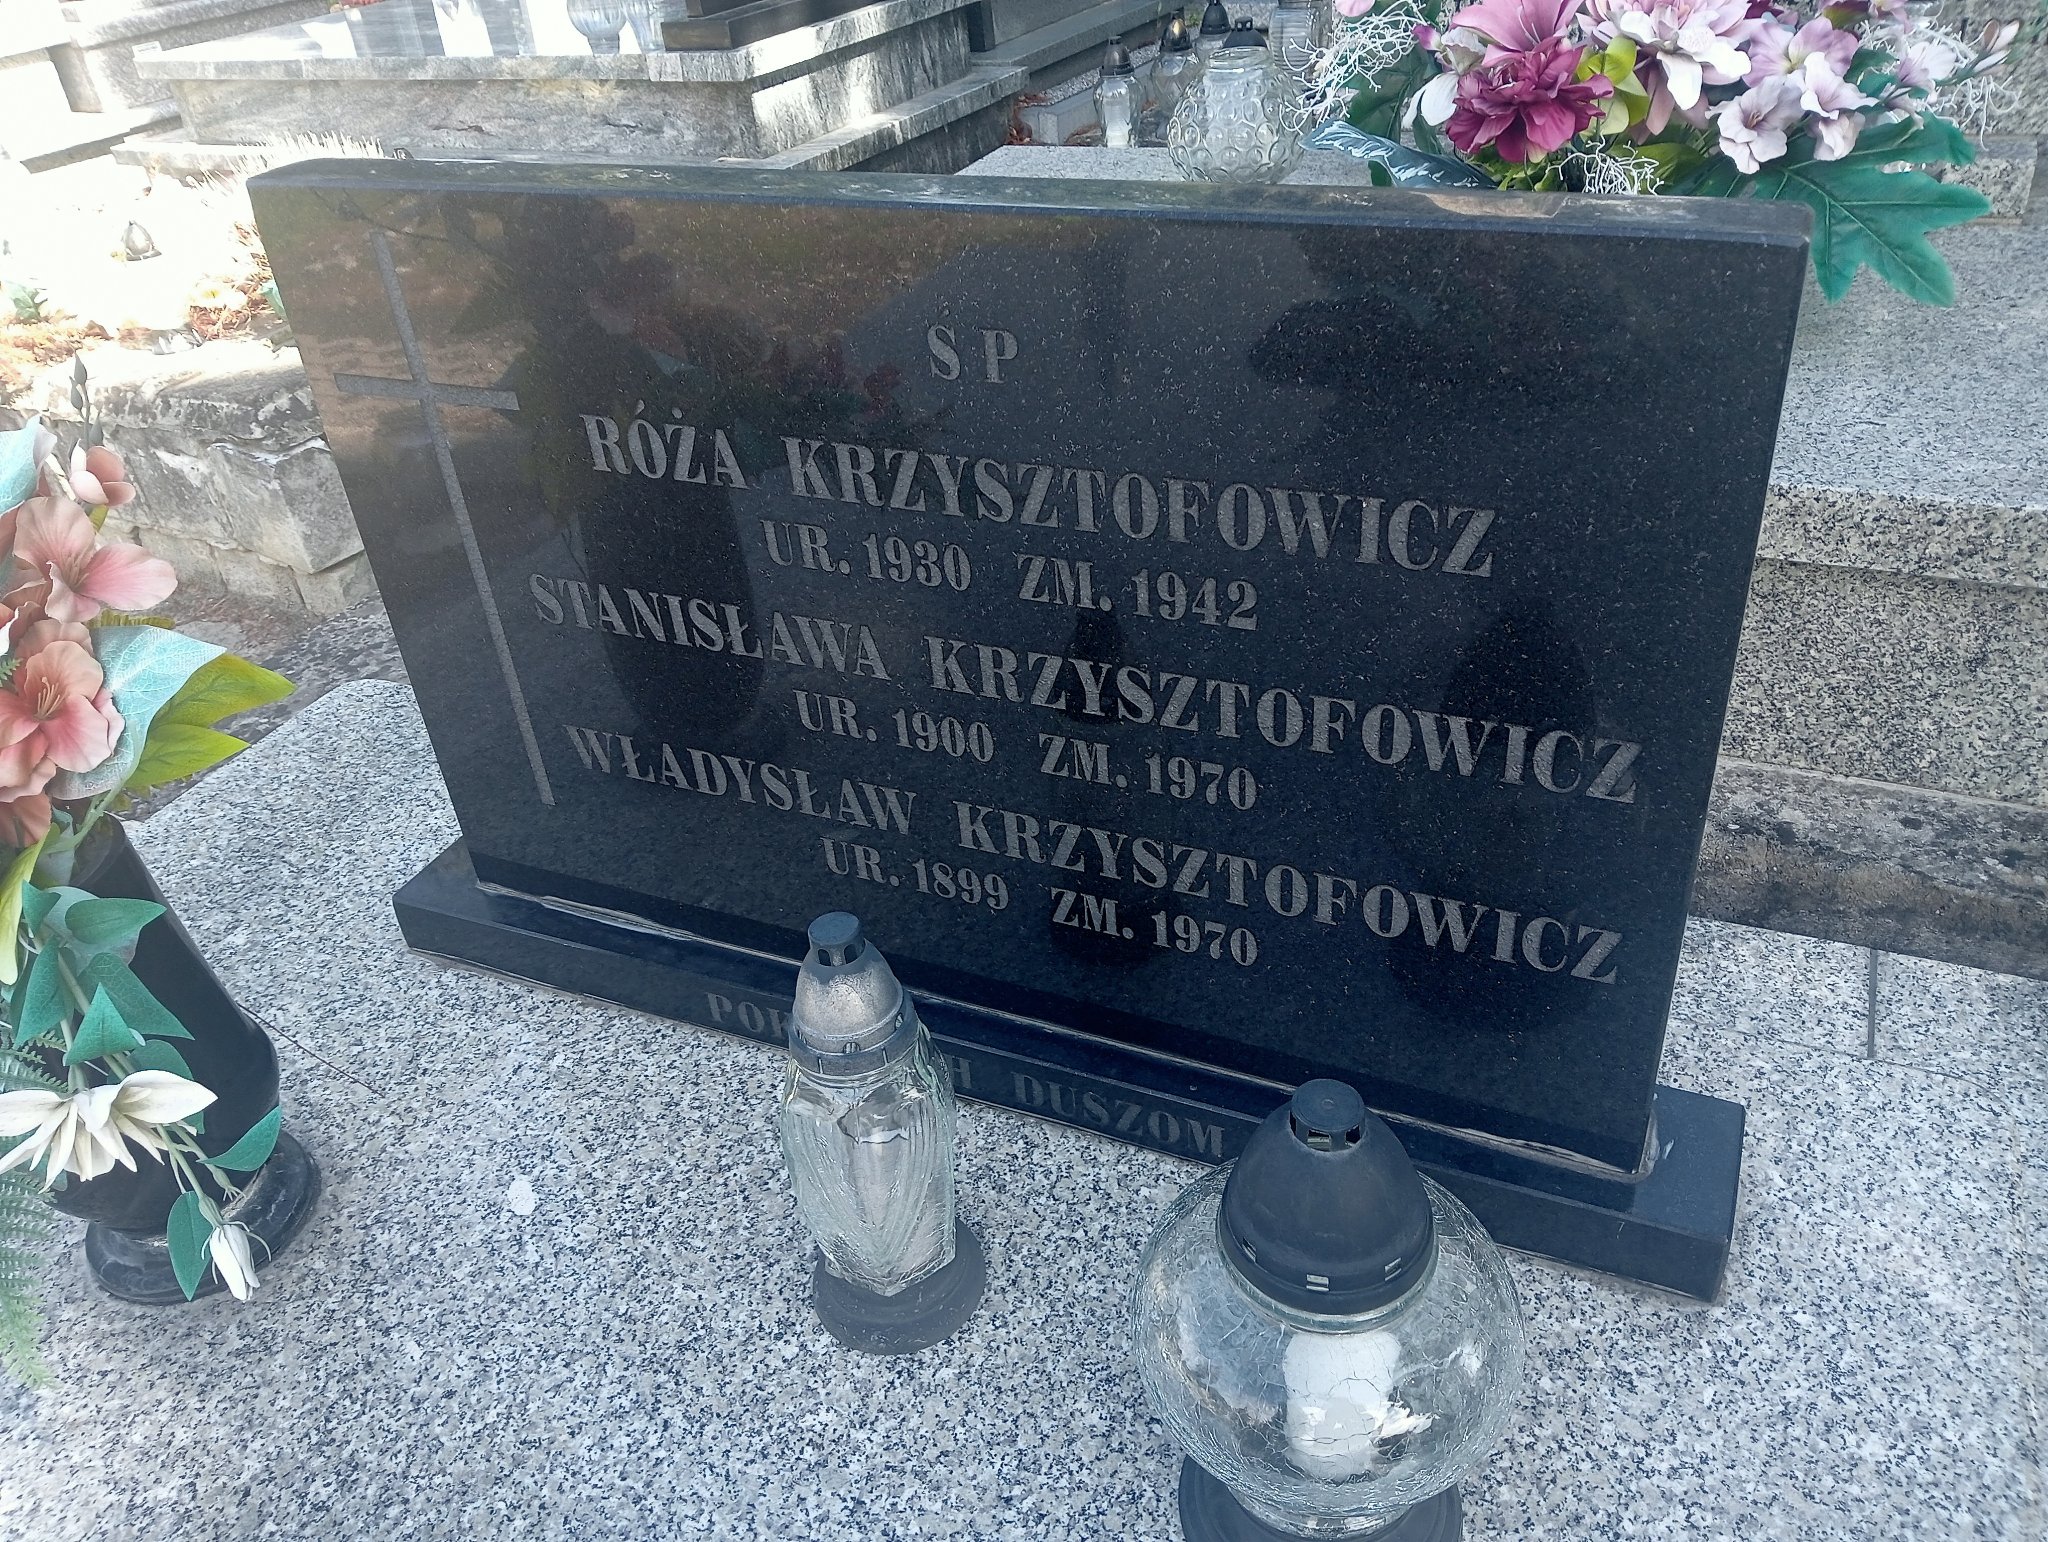 Ś P
RÓŻA KRZYSZTOFOWICZ
UR. 1930 ZM. 1942
STANISŁAWA KRZYSZTOFOWICZ
UR. 1900 ZM. 1970
WŁADYSŁAW KRZYSZTOFOWICZ
UR. 1899 ZM. 1970
DUSZOM